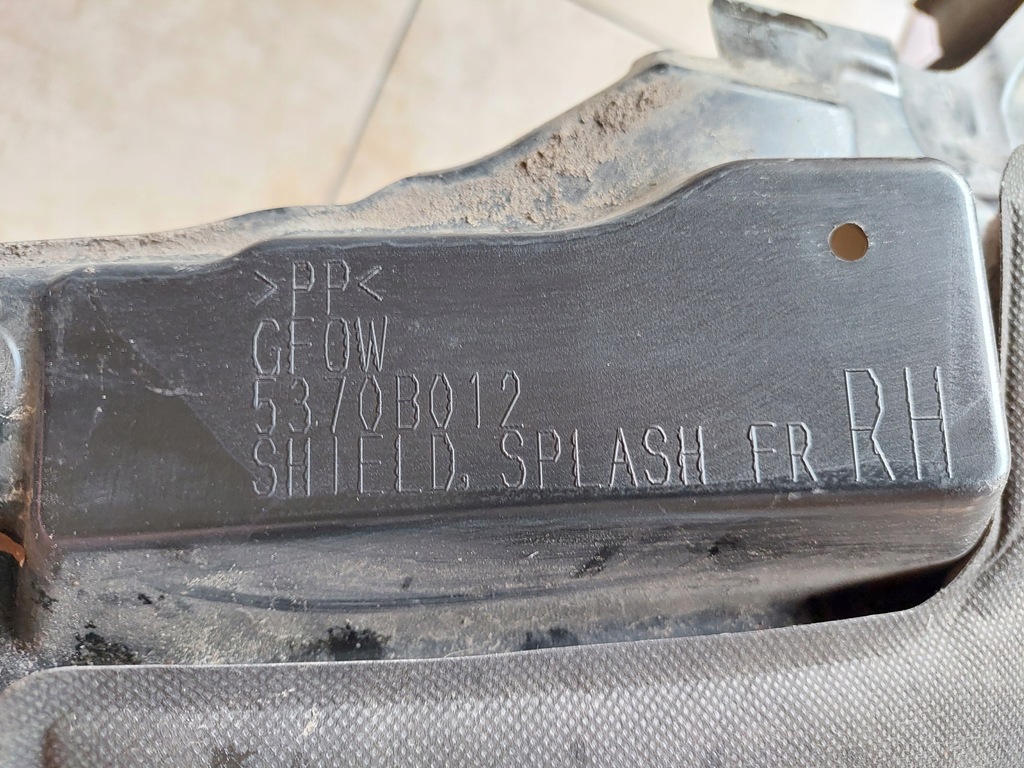 >PP<
GF0W
5370B012
SHIELD, SPLASH FR RH